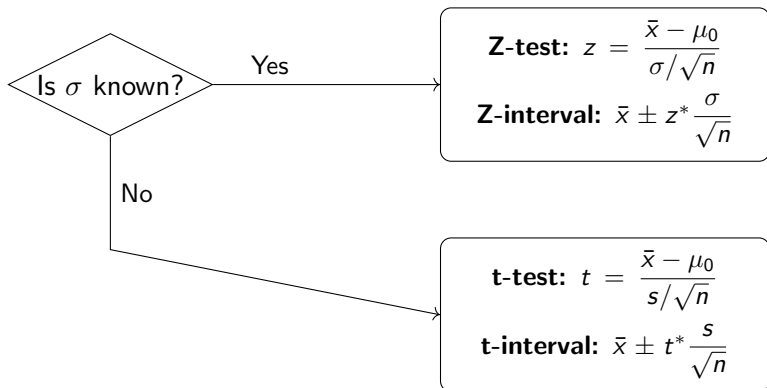 Is σ known?
Yes
Z-test: z = (x̄ − μ₀) / (σ/√n)
Z-interval: x̄ ± z* σ/√n
No
t-test: t = (x̄ − μ₀) / (s/√n)
t-interval: x̄ ± t* s/√n